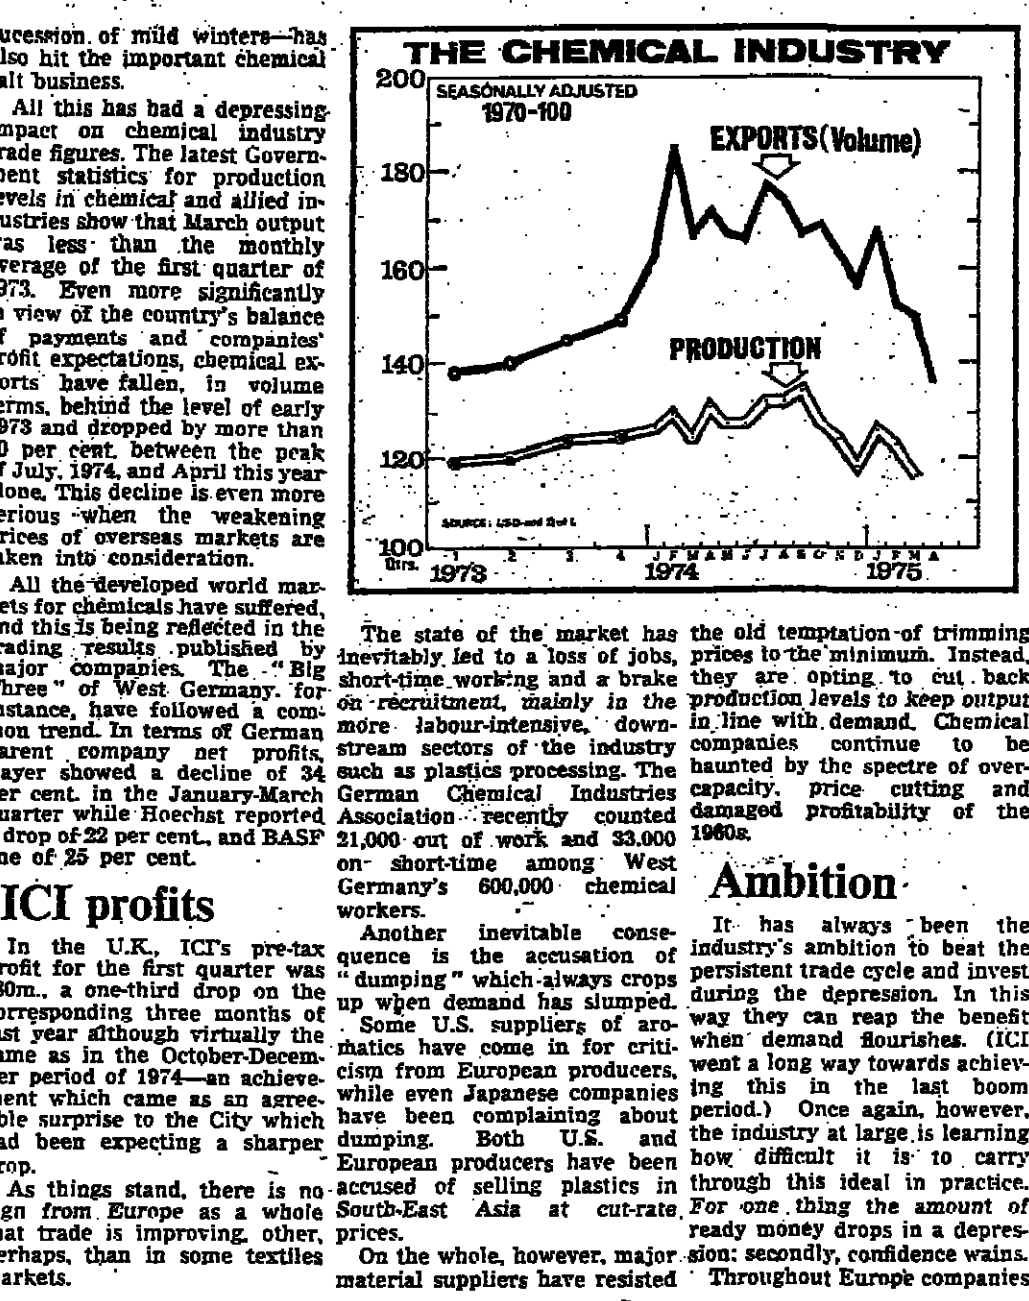 ucession of mild winters—has
lso hit the important chemical
alt business.
All this has had a depressing
mpact on chemical industry
rade figures. The latest Govern-
ent statistics for production
evels in chemical and allied in-
ustries show that March output
as less than the monthly
verage of the first quarter of
973. Even more significantly
view of the country's balance
f payments and companies'
rofit expectations, chemical ex-
orts have fallen, in volume
erms, behind the level of early
973 and dropped by more than
0 per cent. between the peak
f July, 1974, and April this year
lone. This decline is even more
erious when the weakening
rices of overseas markets are
aken into consideration.
All the developed world mar-
ets for chemicals have suffered,
nd this is being reflected in the
rading results published by
major companies. The "Big
Three" of West Germany, for
nstance, have followed a com-
mon trend. In terms of German
arent company net profits,
ayer showed a decline of 34
er cent. in the January-March
uarter while Hoechst reported
drop of 22 per cent., and BASF
ne of 25 per cent.
ICI profits
In the U.K., ICI's pre-tax
rofit for the first quarter was
80m., a one-third drop on the
orresponding three months of
ast year although virtually the
ame as in the October-Decem-
er period of 1974—an achieve-
ment which came as an agree-
ble surprise to the City which
ad been expecting a sharper
rop.
As things stand, there is no
gn from Europe as a whole
hat trade is improving, other,
erhaps, than in some textiles
arkets.
THE CHEMICAL INDUSTRY
SEASONALLY ADJUSTED
1970-100
EXPORTS (Volume)
PRODUCTION
200
180
160
140
120
100
SOURCE:
Qtrs. 1 2 3 4 J F M A M J J A S O N D J F M A
1973 1974 1975
The state of the market has
inevitably led to a loss of jobs,
short-time working and a brake
on recruitment, mainly in the
more labour-intensive, down-
stream sectors of the industry
such as plastics processing. The
German Chemical Industries
Association recently counted
21,000 out of work and 33,000
on short-time among West
Germany's 600,000 chemical
workers.
Another inevitable conse-
quence is the accusation of
"dumping" which always crops
up when demand has slumped.
Some U.S. suppliers of aro-
matics have come in for criti-
cism from European producers,
while even Japanese companies
have been complaining about
dumping. Both U.S. and
European producers have been
accused of selling plastics in
South-East Asia at cut-rate
prices.
On the whole, however, major
material suppliers have resisted
the old temptation of trimming
prices to the minimum. Instead,
they are opting to cut back
production levels to keep output
in line with demand. Chemical
companies continue to be
haunted by the spectre of over-
capacity, price cutting and
damaged profitability of the
1960s.
Ambition
It has always been the
industry's ambition to beat the
persistent trade cycle and invest
during the depression. In this
way they can reap the benefit
when demand flourishes. (ICI
went a long way towards achiev-
ing this in the last boom
period.) Once again, however,
the industry at large is learning
how difficult it is to carry
through this ideal in practice.
For one thing the amount of
ready money drops in a depres-
sion: secondly, confidence wains.
Throughout Europe companies